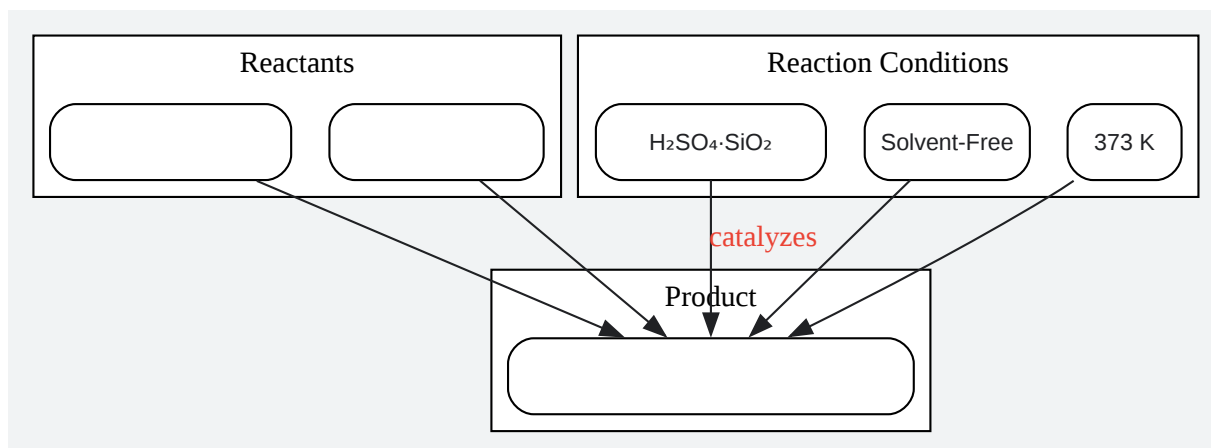 Reactants
Reaction Conditions
H₂SO₄·SiO₂
Solvent-Free
373 K
catalyzes
Product